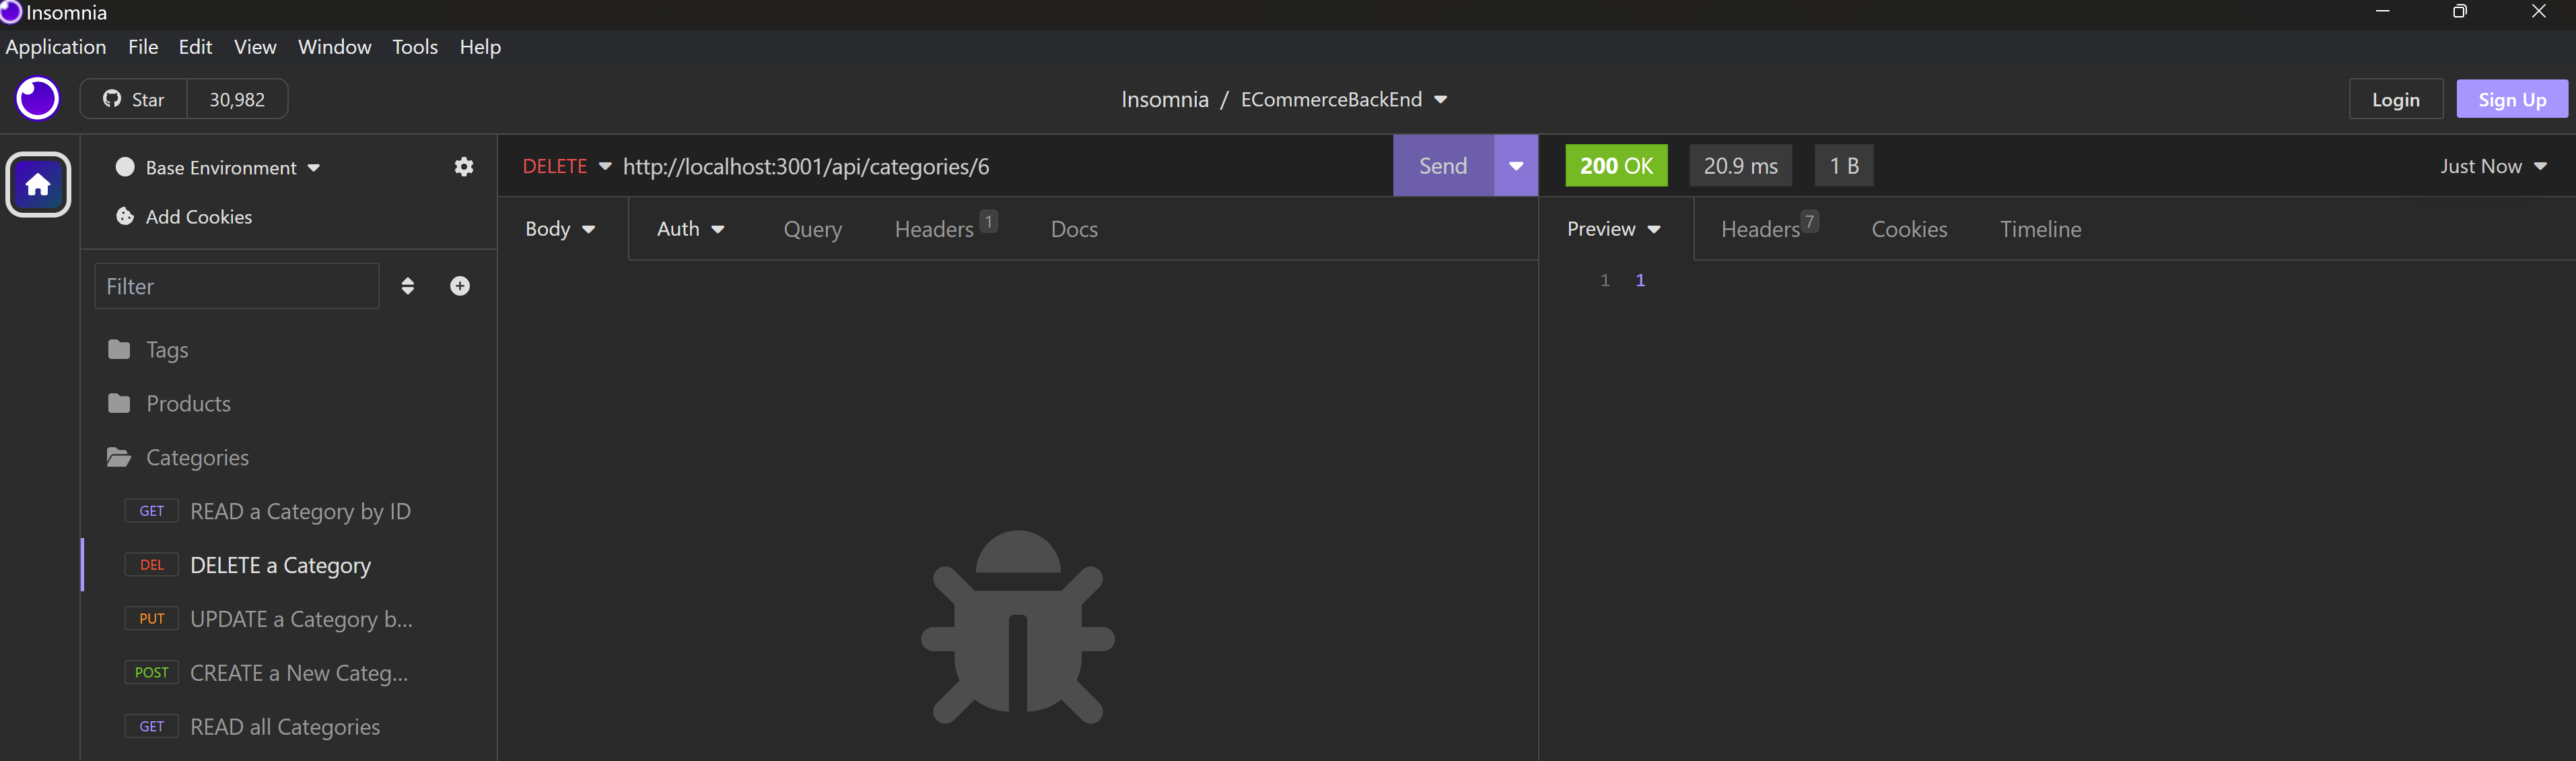 Insomnia
Application File Edit View Window Tools Help
Star 30,982
Insomnia / ECommerceBackEnd
Login Sign Up
Base Environment
Add Cookies
Filter
Tags
Products
Categories
GET READ a Category by ID
DEL DELETE a Category
PUT UPDATE a Category b...
POST CREATE a New Categ...
GET READ all Categories
DELETE http://localhost:3001/api/categories/6 Send
Body Auth Query Headers 1 Docs
200 OK 20.9 ms 1 B Just Now
Preview Headers 7 Cookies Timeline
1 1